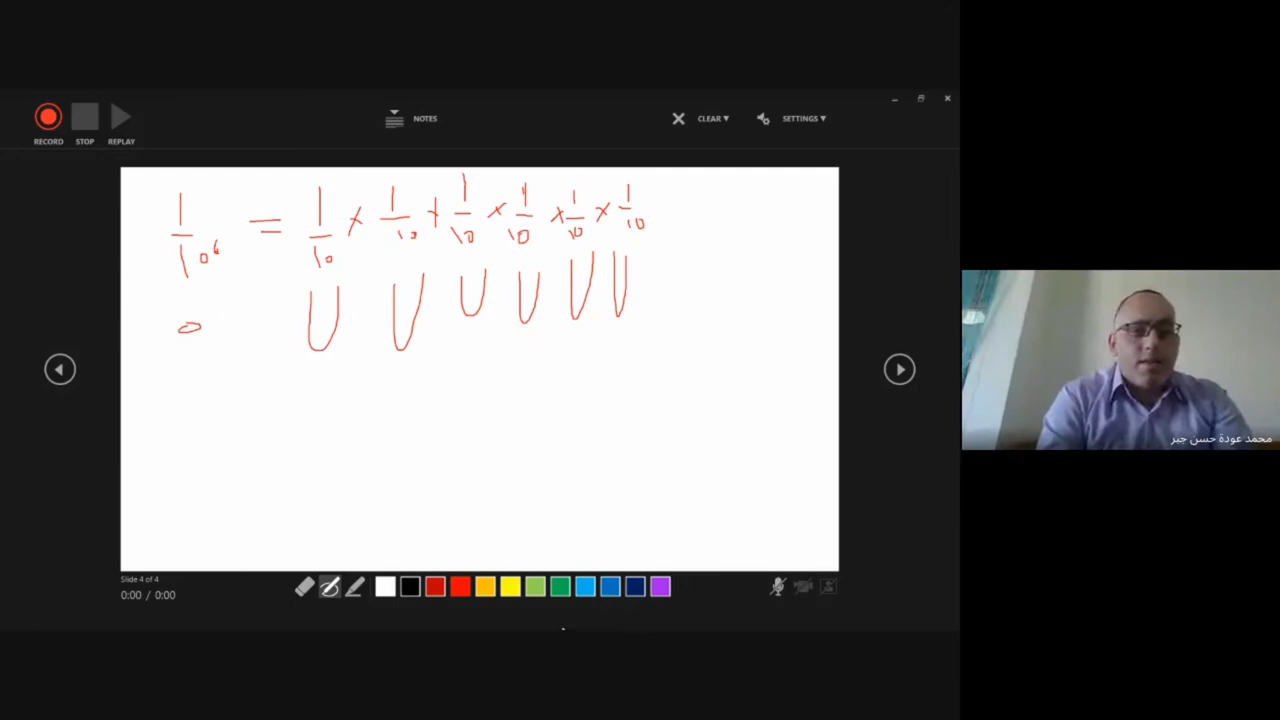 NOTES
CLEAR ▾
SETTINGS ▾
RECORD
STOP
REPLAY
1/10⁶ = 1/10 × 1/10 × 1/10 × 1/10 × 1/10 × 1/10
محمد عودة حسن جبر
Slide 4 of 4
0:00 / 0:00